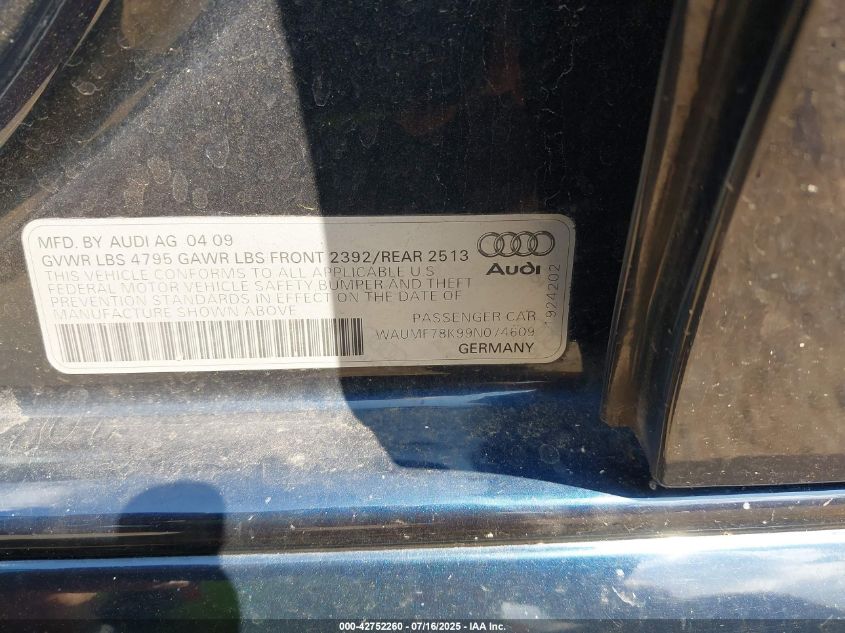 MFD. BY AUDI AG 04 09
GVWR LBS 4795 GAWR LBS FRONT 2392/REAR 2513
THIS VEHICLE CONFORMS TO ALL APPLICABLE U S
FEDERAL MOTOR VEHICLE SAFETY BUMPER AND THEFT
PREVENTION STANDARDS IN EFFECT ON THE DATE OF
MANUFACTURE SHOWN ABOVE
Audi
1924202
PASSENGER CAR
WAUMF78K99N074609
GERMANY
000-42752260 - 07/16/2025 - IAA Inc.